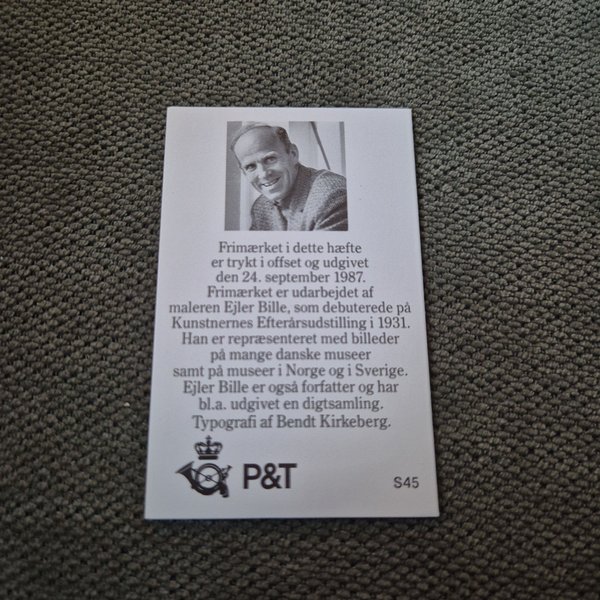 Frimærket i dette hæfte
er trykt i offset og udgivet
den 24. september 1987.
Frimærket er udarbejdet af
maleren Ejler Bille, som debuterede på
Kunstnernes Efterårsudstilling i 1931.
Han er repræsenteret med billeder
på mange danske museer
samt på museer i Norge og i Sverige.
Ejler Bille er også forfatter og har
bl.a. udgivet en digtsamling.
Typografi af Bendt Kirkeberg.
P&T
S45